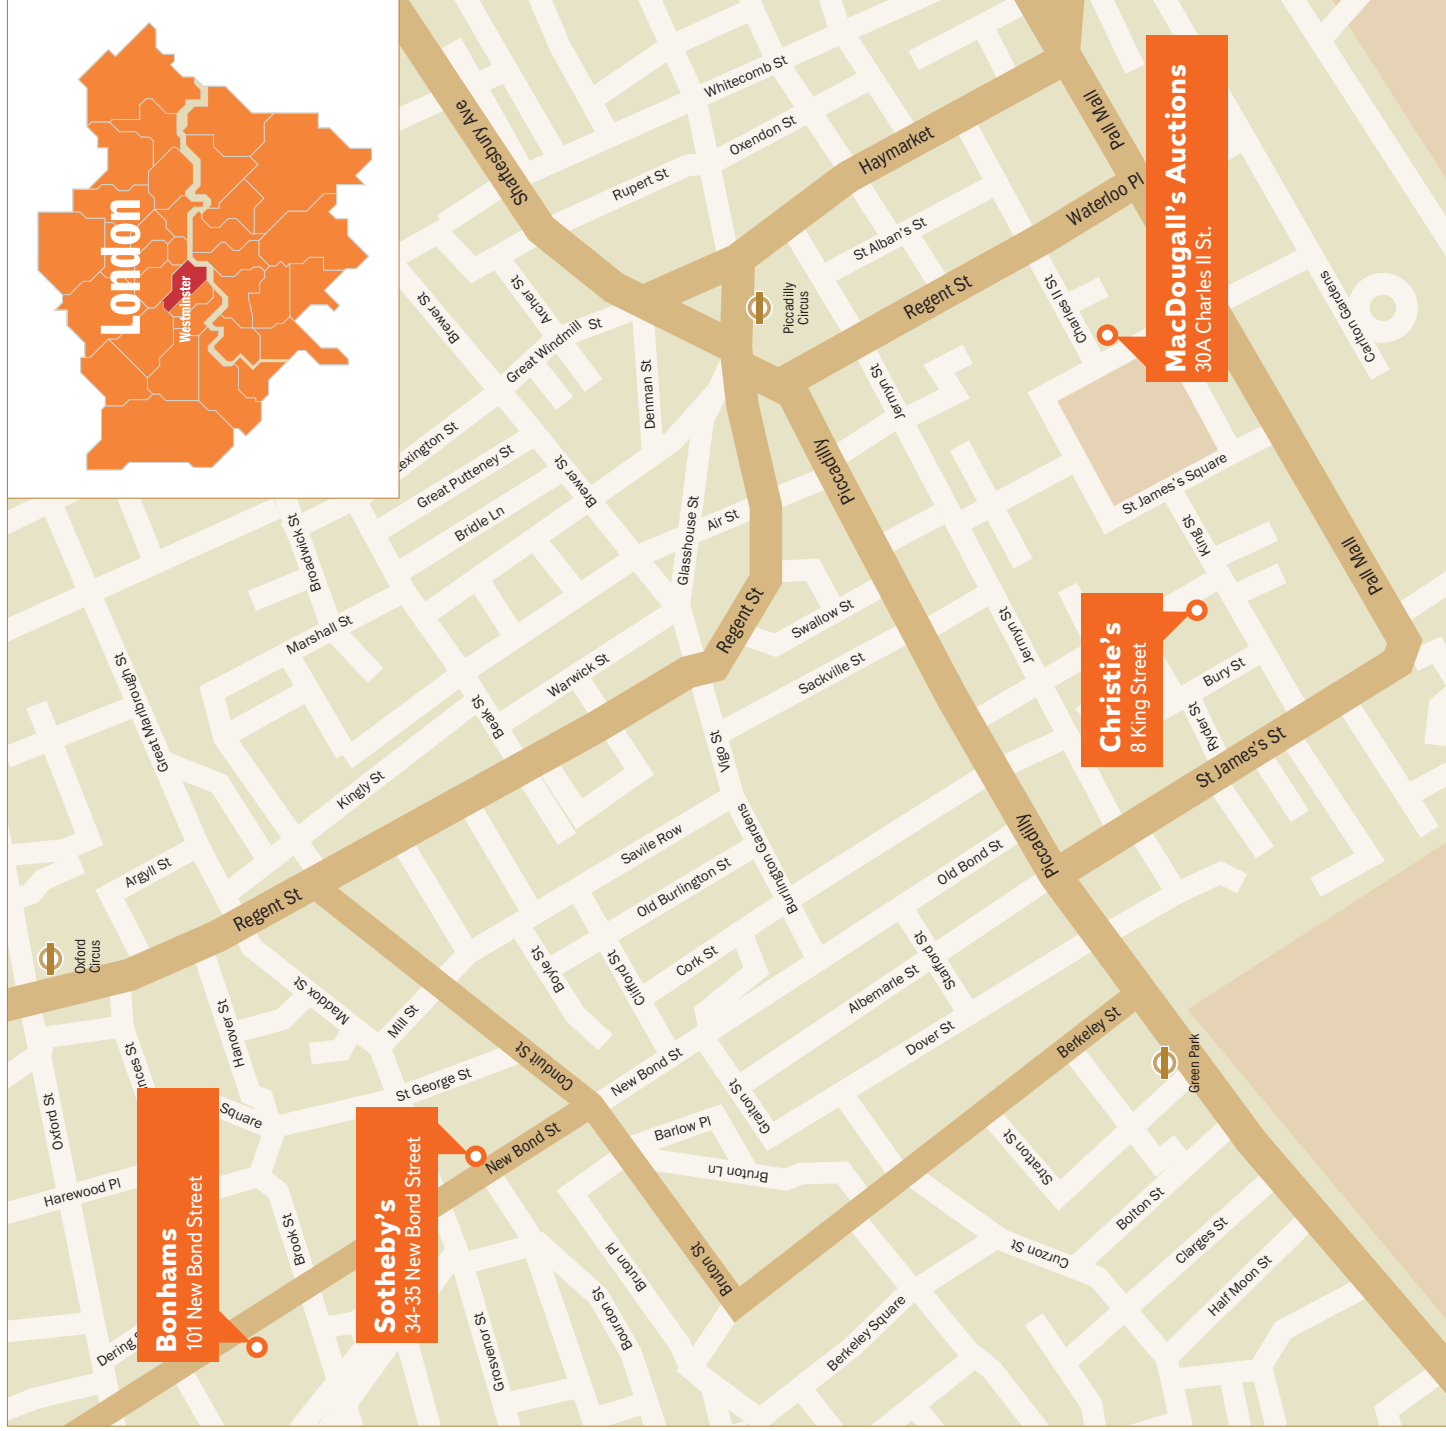 London
Westminster
Shaftesbury Ave
Whitecomb St
Oxendon St
Rupert St
Haymarket
Pall Mall
Waterloo Pl
St Alban's St
Regent St
Charles II St
MacDougall's Auctions
30A Charles II St.
Carlton Gardens
Piccadilly
Circus
Archer St
Brewer St
Great Windmill
St
Denman St
Jermyn St
exington St
Great Putteney St
Bridle Ln
Brewer St
Glasshouse St
Air St
Piccadilly
St James's Square
King St
Pall Mall
Broadwick St
Marshall St
Great Marlbrough St
Regent St
Swallow St
Sackville St
Warwick St
Beak St
Vigo St
Jermyn St
Christie's
8 King Street
Bury St
Ryder St
St James's St
Kingly St
Argyll St
Regent St
Oxford
Circus
Savile Row
Old Burlington St
Burlington Gardens
Old Bond St
Piccadilly
Cork St
Clifford St
Boyle St
Stafford St
Albemarle St
Dover St
Berkeley St
Green Park
Maddox St
Mill St
Hanover St
nces St
Square
Oxford St
St George St
Conduit St
New Bond St
Graiton St
Barlow Pl
Bruton Ln
New Bond St
Harewood Pl
Brook St
Bonhams
101 New Bond Street
Sotheby's
34-35 New Bond Street
Dering S
Grosvenor St
Bourdon St
Bruton Pl
Bruton St
Berkeley Square
Stratton St
Curzon St
Bolton St
Clarges St
Half Moon St